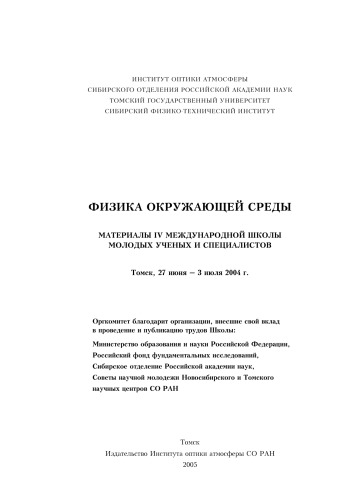 ИНСТИТУТ ОПТИКИ АТМОСФЕРЫ
СИБИРСКОГО ОТДЕЛЕНИЯ РОССИЙСКОЙ АКАДЕМИИ НАУК
ТОМСКИЙ ГОСУДАРСТВЕННЫЙ УНИВЕРСИТЕТ
СИБИРСКИЙ ФИЗИКО-ТЕХНИЧЕСКИЙ ИНСТИТУТ
ФИЗИКА ОКРУЖАЮЩЕЙ СРЕДЫ
МАТЕРИАЛЫ IV МЕЖДУНАРОДНОЙ ШКОЛЫ
МОЛОДЫХ УЧЕНЫХ И СПЕЦИАЛИСТОВ
Томск, 27 июня – 3 июля 2004 г.
Оргкомитет благодарит организации, внесшие свой вклад
в проведение и публикацию трудов Школы:
Министерство образования и науки Российской Федерации,
Российский фонд фундаментальных исследований,
Сибирское отделение Российской академии наук,
Советы научной молодежи Новосибирского и Томского
научных центров СО РАН
Томск
Издательство Института оптики атмосферы СО РАН
2005